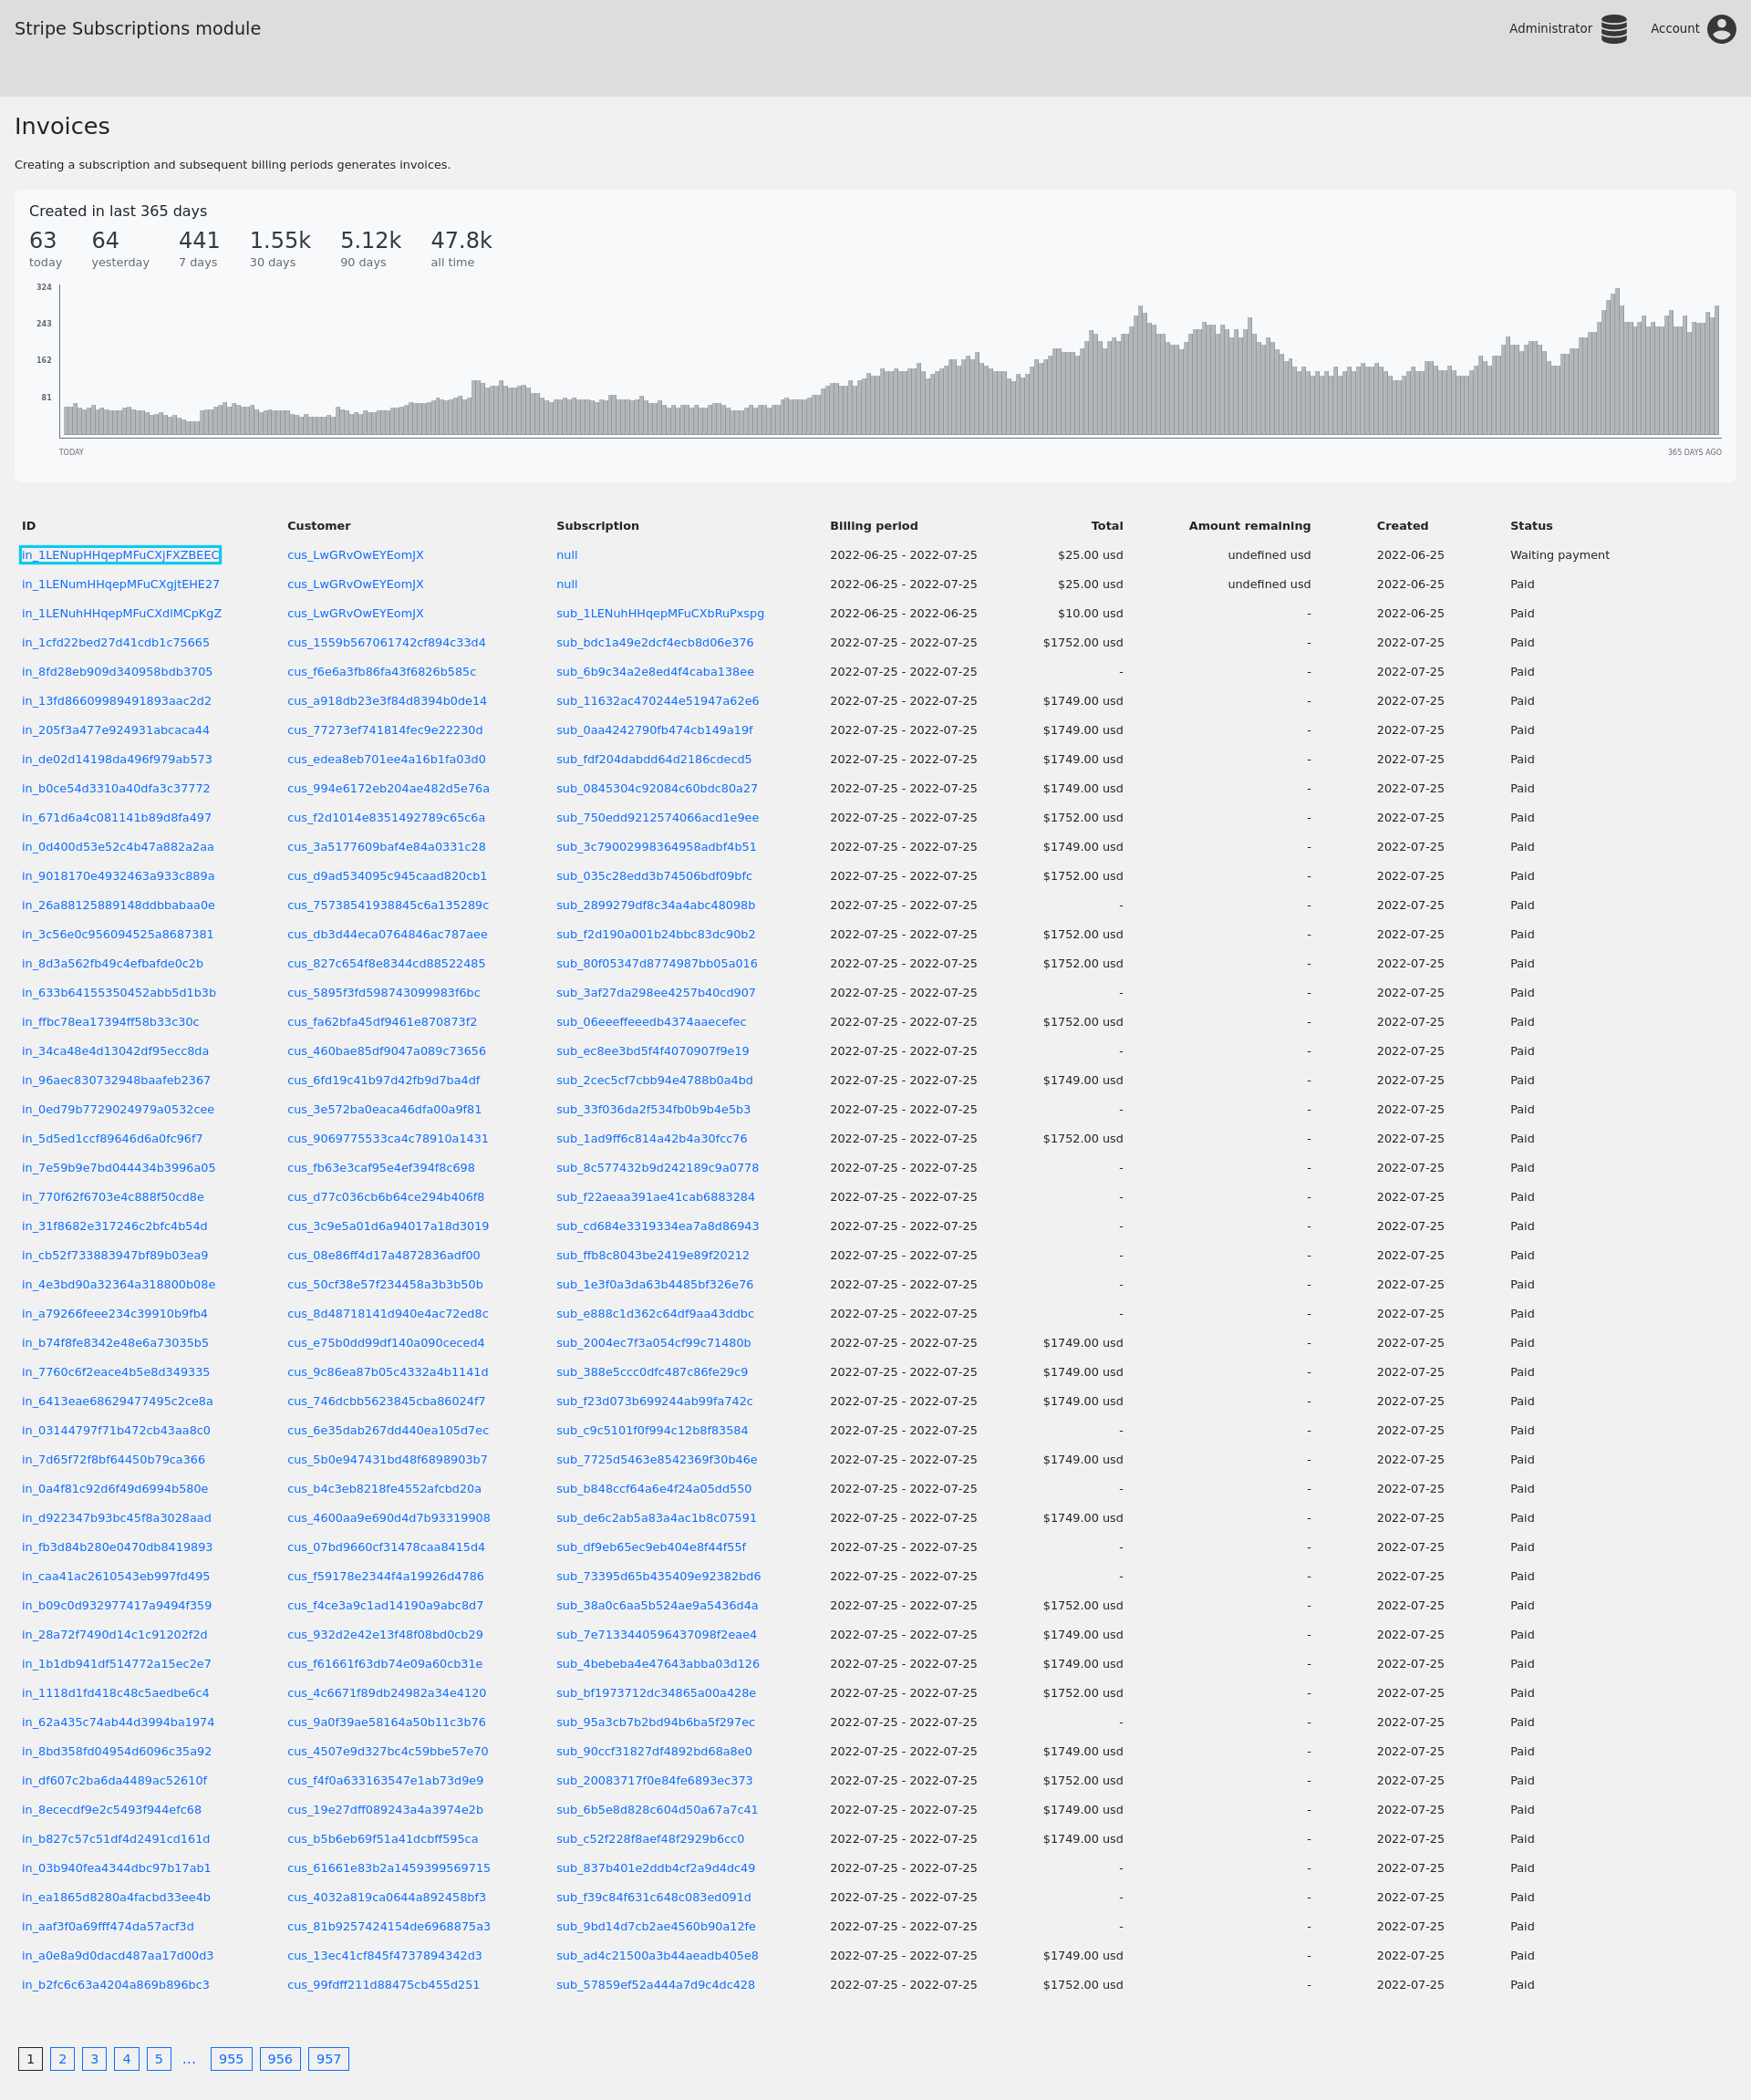 Stripe Subscriptions module
Administrator Account
Invoices
Creating a subscription and subsequent billing periods generates invoices.
Created in last 365 days
63 64 441 1.55k 5.12k 47.8k
today yesterday 7 days 30 days 90 days all time
324
243
162
81
TODAY 365 DAYS AGO
ID Customer Subscription Billing period Total Amount remaining Created Status
in_1LENupHHqepMFuCXjFXZBEEC cus_LwGRvOwEYEomJX null 2022-06-25 - 2022-07-25 $25.00 usd undefined usd 2022-06-25 Waiting payment
in_1LENumHHqepMFuCXgjtEHE27 cus_LwGRvOwEYEomJX null 2022-06-25 - 2022-07-25 $25.00 usd undefined usd 2022-06-25 Paid
in_1LENuhHHqepMFuCXdlMCpKgZ cus_LwGRvOwEYEomJX sub_1LENuhHHqepMFuCXbRuPxspg 2022-06-25 - 2022-06-25 $10.00 usd - 2022-06-25 Paid
in_1cfd22bed27d41cdb1c75665 cus_1559b567061742cf894c33d4 sub_bdc1a49e2dcf4ecb8d06e376 2022-07-25 - 2022-07-25 $1752.00 usd - 2022-07-25 Paid
in_8fd28eb909d340958bdb3705 cus_f6e6a3fb86fa43f6826b585c sub_6b9c34a2e8ed4f4caba138ee 2022-07-25 - 2022-07-25 - - 2022-07-25 Paid
in_13fd86609989491893aac2d2 cus_a918db23e3f84d8394b0de14 sub_11632ac470244e51947a62e6 2022-07-25 - 2022-07-25 $1749.00 usd - 2022-07-25 Paid
in_205f3a477e924931abcaca44 cus_77273ef741814fec9e22230d sub_0aa4242790fb474cb149a19f 2022-07-25 - 2022-07-25 $1749.00 usd - 2022-07-25 Paid
in_de02d14198da496f979ab573 cus_edea8eb701ee4a16b1fa03d0 sub_fdf204dabdd64d2186cdecd5 2022-07-25 - 2022-07-25 $1749.00 usd - 2022-07-25 Paid
in_b0ce54d3310a40dfa3c37772 cus_994e6172eb204ae482d5e76a sub_0845304c92084c60bdc80a27 2022-07-25 - 2022-07-25 $1749.00 usd - 2022-07-25 Paid
in_671d6a4c081141b89d8fa497 cus_f2d1014e8351492789c65c6a sub_750edd9212574066acd1e9ee 2022-07-25 - 2022-07-25 $1752.00 usd - 2022-07-25 Paid
in_0d400d53e52c4b47a882a2aa cus_3a5177609baf4e84a0331c28 sub_3c79002998364958adbf4b51 2022-07-25 - 2022-07-25 $1749.00 usd - 2022-07-25 Paid
in_9018170e4932463a933c889a cus_d9ad534095c945caad820cb1 sub_035c28edd3b74506bdf09bfc 2022-07-25 - 2022-07-25 $1752.00 usd - 2022-07-25 Paid
in_26a88125889148ddbbabaa0e cus_75738541938845c6a135289c sub_2899279df8c34a4abc48098b 2022-07-25 - 2022-07-25 - - 2022-07-25 Paid
in_3c56e0c956094525a8687381 cus_db3d44eca0764846ac787aee sub_f2d190a001b24bbc83dc90b2 2022-07-25 - 2022-07-25 $1752.00 usd - 2022-07-25 Paid
in_8d3a562fb49c4efbafde0c2b cus_827c654f8e8344cd88522485 sub_80f05347d8774987bb05a016 2022-07-25 - 2022-07-25 $1752.00 usd - 2022-07-25 Paid
in_633b64155350452abb5d1b3b cus_5895f3fd598743099983f6bc sub_3af27da298ee4257b40cd907 2022-07-25 - 2022-07-25 - - 2022-07-25 Paid
in_ffbc78ea17394ff58b33c30c cus_fa62bfa45df9461e870873f2 sub_06eeeffeeedb4374aaecefec 2022-07-25 - 2022-07-25 $1752.00 usd - 2022-07-25 Paid
in_34ca48e4d13042df95ecc8da cus_460bae85df9047a089c73656 sub_ec8ee3bd5f4f4070907f9e19 2022-07-25 - 2022-07-25 - - 2022-07-25 Paid
in_96aec830732948baafeb2367 cus_6fd19c41b97d42fb9d7ba4df sub_2cec5cf7cbb94e4788b0a4bd 2022-07-25 - 2022-07-25 $1749.00 usd - 2022-07-25 Paid
in_0ed79b7729024979a0532cee cus_3e572ba0eaca46dfa00a9f81 sub_33f036da2f534fb0b9b4e5b3 2022-07-25 - 2022-07-25 - - 2022-07-25 Paid
in_5d5ed1ccf89646d6a0fc96f7 cus_9069775533ca4c78910a1431 sub_1ad9ff6c814a42b4a30fcc76 2022-07-25 - 2022-07-25 $1752.00 usd - 2022-07-25 Paid
in_7e59b9e7bd044434b3996a05 cus_fb63e3caf95e4ef394f8c698 sub_8c577432b9d242189c9a0778 2022-07-25 - 2022-07-25 - - 2022-07-25 Paid
in_770f62f6703e4c888f50cd8e cus_d77c036cb6b64ce294b406f8 sub_f22aeaa391ae41cab6883284 2022-07-25 - 2022-07-25 - - 2022-07-25 Paid
in_31f8682e317246c2bfc4b54d cus_3c9e5a01d6a94017a18d3019 sub_cd684e3319334ea7a8d86943 2022-07-25 - 2022-07-25 - - 2022-07-25 Paid
in_cb52f733883947bf89b03ea9 cus_08e86ff4d17a4872836adf00 sub_ffb8c8043be2419e89f20212 2022-07-25 - 2022-07-25 - - 2022-07-25 Paid
in_4e3bd90a32364a318800b08e cus_50cf38e57f234458a3b3b50b sub_1e3f0a3da63b4485bf326e76 2022-07-25 - 2022-07-25 - - 2022-07-25 Paid
in_a79266feee234c39910b9fb4 cus_8d48718141d940e4ac72ed8c sub_e888c1d362c64df9aa43ddbc 2022-07-25 - 2022-07-25 - - 2022-07-25 Paid
in_b74f8fe8342e48e6a73035b5 cus_e75b0dd99df140a090ceced4 sub_2004ec7f3a054cf99c71480b 2022-07-25 - 2022-07-25 $1749.00 usd - 2022-07-25 Paid
in_7760c6f2eace4b5e8d349335 cus_9c86ea87b05c4332a4b1141d sub_388e5ccc0dfc487c86fe29c9 2022-07-25 - 2022-07-25 $1749.00 usd - 2022-07-25 Paid
in_6413eae68629477495c2ce8a cus_746dcbb5623845cba86024f7 sub_f23d073b699244ab99fa742c 2022-07-25 - 2022-07-25 $1749.00 usd - 2022-07-25 Paid
in_03144797f71b472cb43aa8c0 cus_6e35dab267dd440ea105d7ec sub_c9c5101f0f994c12b8f83584 2022-07-25 - 2022-07-25 - - 2022-07-25 Paid
in_7d65f72f8bf64450b79ca366 cus_5b0e947431bd48f6898903b7 sub_7725d5463e8542369f30b46e 2022-07-25 - 2022-07-25 $1749.00 usd - 2022-07-25 Paid
in_0a4f81c92d6f49d6994b580e cus_b4c3eb8218fe4552afcbd20a sub_b848ccf64a6e4f24a05dd550 2022-07-25 - 2022-07-25 - - 2022-07-25 Paid
in_d922347b93bc45f8a3028aad cus_4600aa9e690d4d7b93319908 sub_de6c2ab5a83a4ac1b8c07591 2022-07-25 - 2022-07-25 $1749.00 usd - 2022-07-25 Paid
in_fb3d84b280e0470db8419893 cus_07bd9660cf31478caa8415d4 sub_df9eb65ec9eb404e8f44f55f 2022-07-25 - 2022-07-25 - - 2022-07-25 Paid
in_caa41ac2610543eb997fd495 cus_f59178e2344f4a19926d4786 sub_73395d65b435409e92382bd6 2022-07-25 - 2022-07-25 - - 2022-07-25 Paid
in_b09c0d932977417a9494f359 cus_f4ce3a9c1ad14190a9abc8d7 sub_38a0c6aa5b524ae9a5436d4a 2022-07-25 - 2022-07-25 $1752.00 usd - 2022-07-25 Paid
in_28a72f7490d14c1c91202f2d cus_932d2e42e13f48f08bd0cb29 sub_7e7133440596437098f2eae4 2022-07-25 - 2022-07-25 $1749.00 usd - 2022-07-25 Paid
in_1b1db941df514772a15ec2e7 cus_f61661f63db74e09a60cb31e sub_4bebeba4e47643abba03d126 2022-07-25 - 2022-07-25 $1749.00 usd - 2022-07-25 Paid
in_1118d1fd418c48c5aedbe6c4 cus_4c6671f89db24982a34e4120 sub_bf1973712dc34865a00a428e 2022-07-25 - 2022-07-25 $1752.00 usd - 2022-07-25 Paid
in_62a435c74ab44d3994ba1974 cus_9a0f39ae58164a50b11c3b76 sub_95a3cb7b2bd94b6ba5f297ec 2022-07-25 - 2022-07-25 - - 2022-07-25 Paid
in_8bd358fd04954d6096c35a92 cus_4507e9d327bc4c59bbe57e70 sub_90ccf31827df4892bd68a8e0 2022-07-25 - 2022-07-25 $1749.00 usd - 2022-07-25 Paid
in_df607c2ba6da4489ac52610f cus_f4f0a633163547e1ab73d9e9 sub_20083717f0e84fe6893ec373 2022-07-25 - 2022-07-25 $1752.00 usd - 2022-07-25 Paid
in_8ececdf9e2c5493f944efc68 cus_19e27dff089243a4a3974e2b sub_6b5e8d828c604d50a67a7c41 2022-07-25 - 2022-07-25 $1749.00 usd - 2022-07-25 Paid
in_b827c57c51df4d2491cd161d cus_b5b6eb69f51a41dcbff595ca sub_c52f228f8aef48f2929b6cc0 2022-07-25 - 2022-07-25 $1749.00 usd - 2022-07-25 Paid
in_03b940fea4344dbc97b17ab1 cus_61661e83b2a1459399569715 sub_837b401e2ddb4cf2a9d4dc49 2022-07-25 - 2022-07-25 - - 2022-07-25 Paid
in_ea1865d8280a4facbd33ee4b cus_4032a819ca0644a892458bf3 sub_f39c84f631c648c083ed091d 2022-07-25 - 2022-07-25 - - 2022-07-25 Paid
in_aaf3f0a69fff474da57acf3d cus_81b9257424154de6968875a3 sub_9bd14d7cb2ae4560b90a12fe 2022-07-25 - 2022-07-25 - - 2022-07-25 Paid
in_a0e8a9d0dacd487aa17d00d3 cus_13ec41cf845f4737894342d3 sub_ad4c21500a3b44aeadb405e8 2022-07-25 - 2022-07-25 $1749.00 usd - 2022-07-25 Paid
in_b2fc6c63a4204a869b896bc3 cus_99fdff211d88475cb455d251 sub_57859ef52a444a7d9c4dc428 2022-07-25 - 2022-07-25 $1752.00 usd - 2022-07-25 Paid
1 2 3 4 5 ... 955 956 957